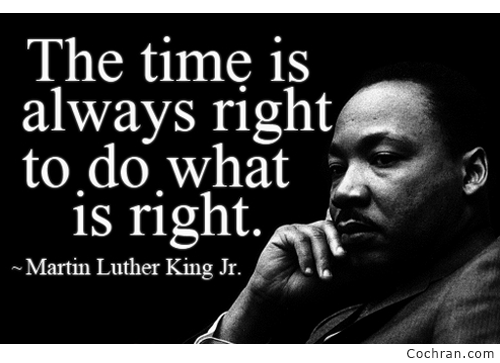 The time is
always right
to do what
is right.
~ Martin Luther King Jr.
Cochran.com